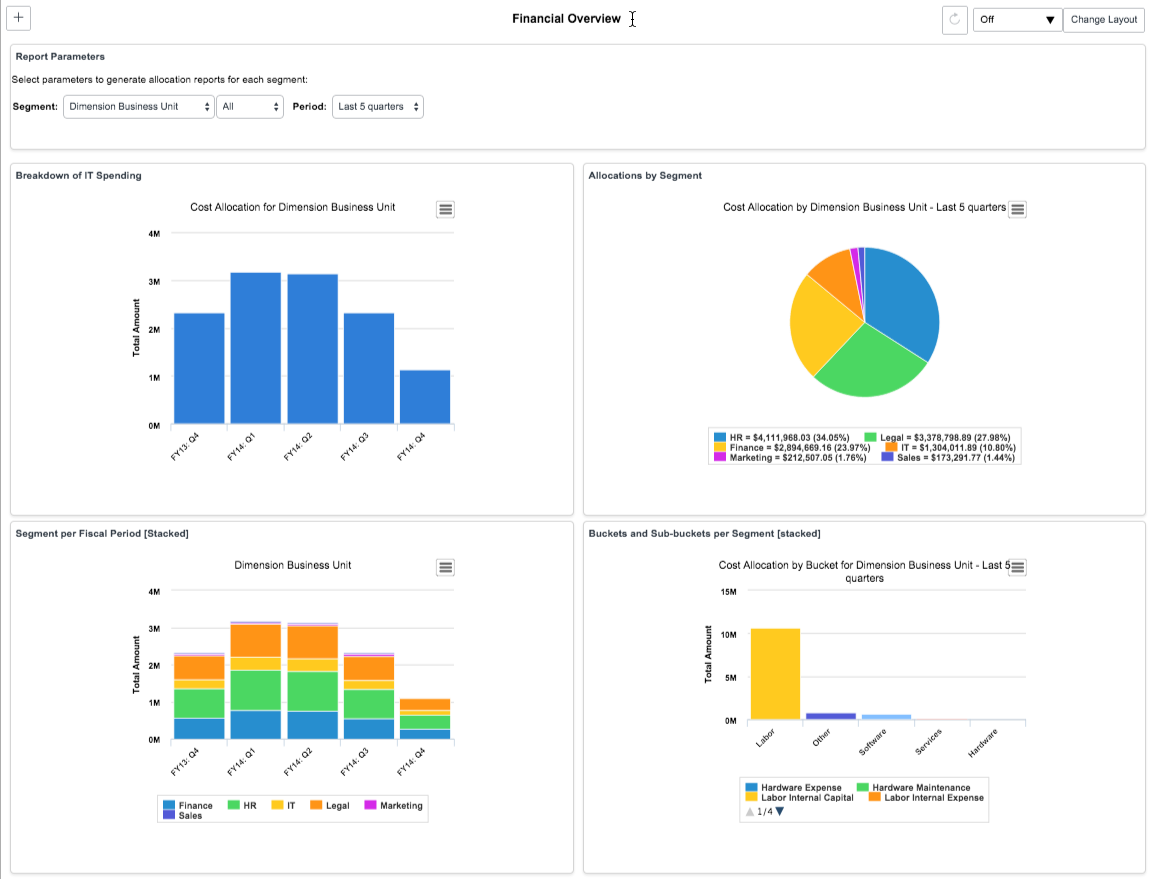 +
Financial Overview
Off ▼
Change Layout
Report Parameters
Select parameters to generate allocation reports for each segment:
Segment: Dimension Business Unit All Period: Last 5 quarters
Breakdown of IT Spending
Cost Allocation for Dimension Business Unit
Total Amount
4M
3M
2M
1M
0M
FY13: Q4
FY14: Q1
FY14: Q2
FY14: Q3
FY14: Q4
Allocations by Segment
Cost Allocation by Dimension Business Unit - Last 5 quarters
HR = $4,111,968.03 (34.05%) Legal = $3,378,798.89 (27.98%)
Finance = $2,894,669.16 (23.97%) IT = $1,304,011.89 (10.80%)
Marketing = $212,507.05 (1.76%) Sales = $173,291.77 (1.44%)
Segment per Fiscal Period [Stacked]
Dimension Business Unit
Total Amount
4M
3M
2M
1M
0M
FY13: Q4
FY14: Q1
FY14: Q2
FY14: Q3
FY14: Q4
Finance HR IT Legal Marketing
Sales
Buckets and Sub-buckets per Segment [stacked]
Cost Allocation by Bucket for Dimension Business Unit - Last 5
quarters
Total Amount
15M
10M
5M
0M
Labor
Other
Software
Services
Hardware
Hardware Expense Hardware Maintenance
Labor Internal Capital Labor Internal Expense
▲ 1/4 ▼